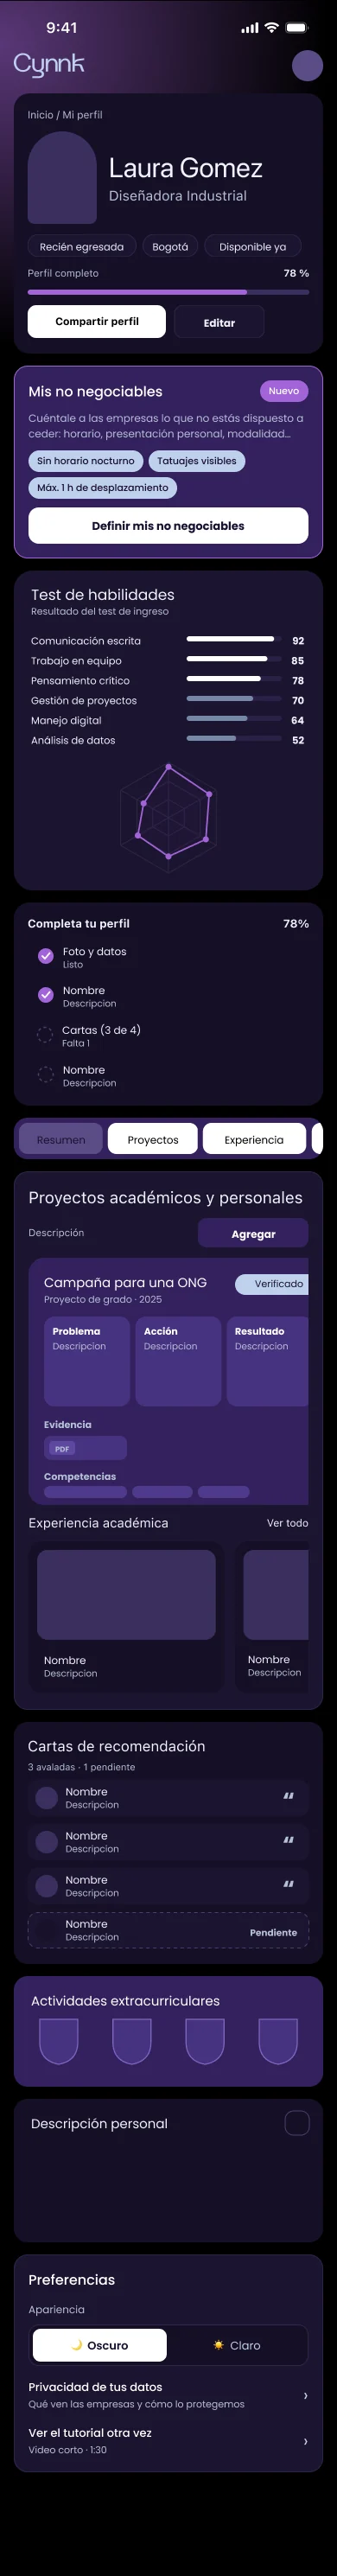 9:41
Cynnk
Inicio / Mi perfil
Laura Gomez
Diseñadora Industrial
Recién egresada
Bogotá
Disponible ya
Perfil completo
78 %
Compartir perfil
Editar
Mis no negociables
Nuevo
Cuéntale a las empresas lo que no estás dispuesto a
ceder: horario, presentación personal, modalidad...
Sin horario nocturno
Tatuajes visibles
Máx. 1 h de desplazamiento
Definir mis no negociables
Test de habilidades
Resultado del test de ingreso
Comunicación escrita
92
Trabajo en equipo
85
Pensamiento crítico
78
Gestión de proyectos
70
Manejo digital
64
Análisis de datos
52
Completa tu perfil
78%
Foto y datos
Listo
Nombre
Descripcion
Cartas (3 de 4)
Falta 1
Nombre
Descripcion
Resumen
Proyectos
Experiencia
Proyectos académicos y personales
Descripción
Agregar
Campaña para una ONG
Verificado
Proyecto de grado · 2025
Problema
Descripcion
Acción
Descripcion
Resultado
Descripcion
Evidencia
PDF
Competencias
Experiencia académica
Ver todo
Nombre
Descripcion
Nombre
Descripcion
Cartas de recomendación
3 avaladas · 1 pendiente
Nombre
Descripcion
Nombre
Descripcion
Nombre
Descripcion
Nombre
Descripcion
Pendiente
Actividades extracurriculares
Descripción personal
Preferencias
Apariencia
🌙 Oscuro
☀️ Claro
Privacidad de tus datos
Qué ven las empresas y cómo lo protegemos
Ver el tutorial otra vez
Video corto · 1:30